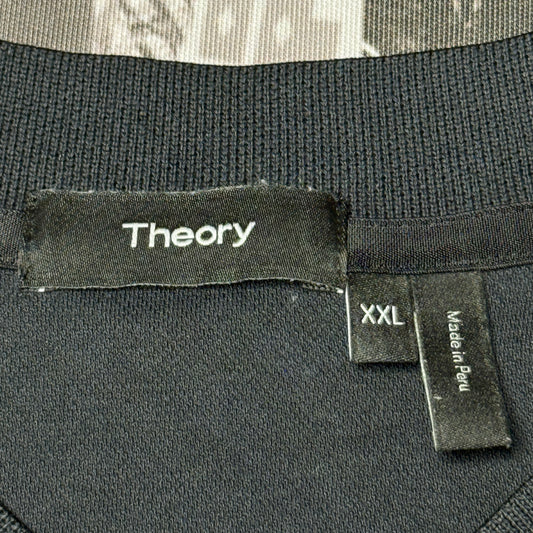 Theory
XXL
Made in Peru